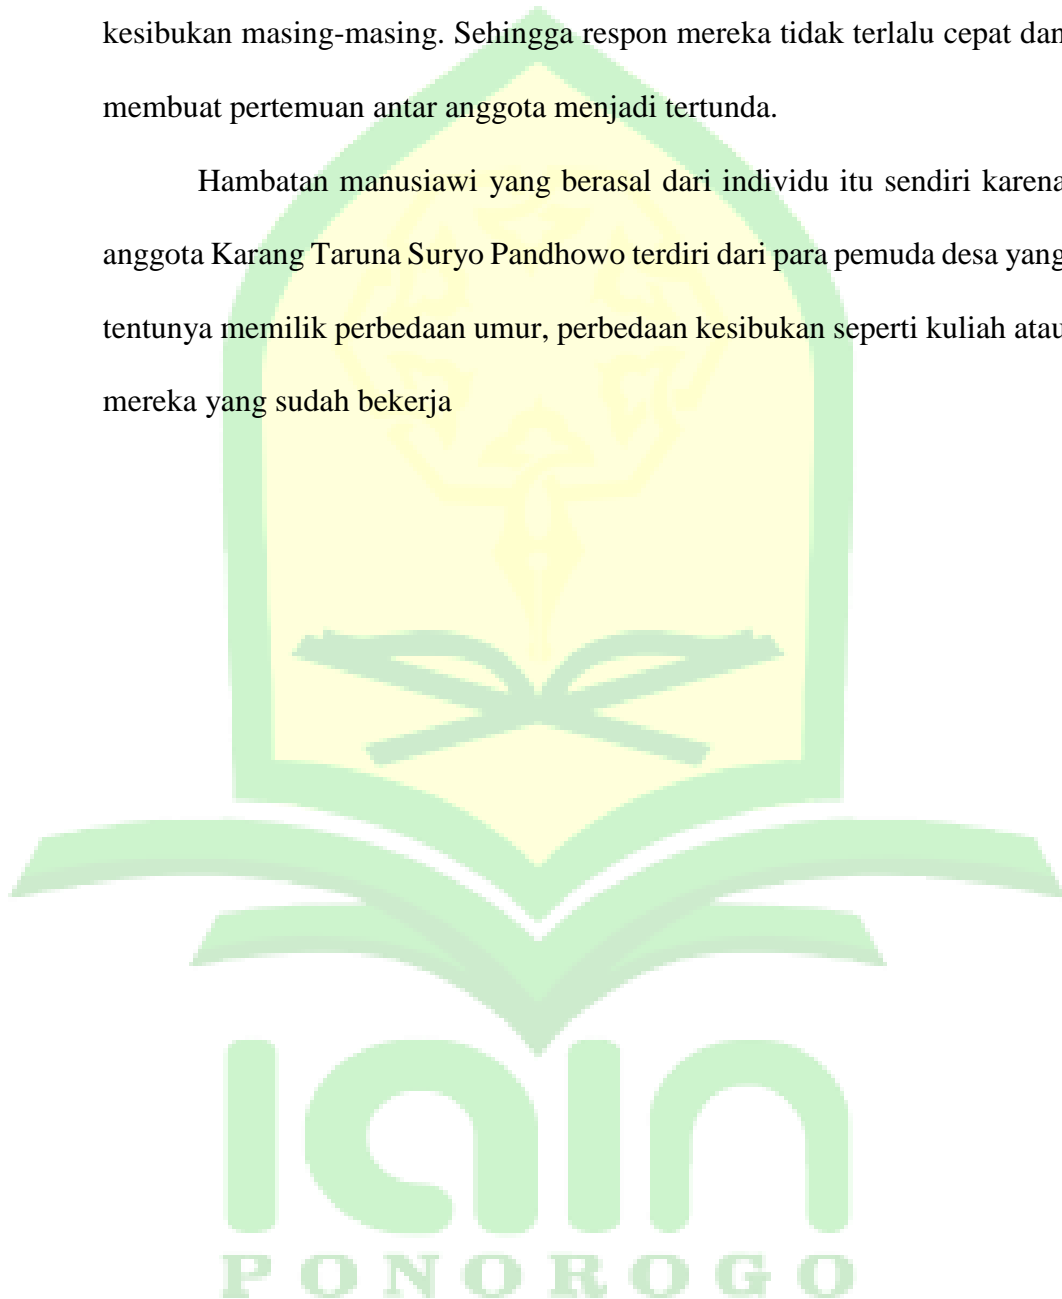 kesibukan masing-masing. Sehingga respon mereka tidak terlalu cepat dan
membuat pertemuan antar anggota menjadi tertunda.
Hambatan manusiawi yang berasal dari individu itu sendiri karena
anggota Karang Taruna Suryo Pandhowo terdiri dari para pemuda desa yang
tentunya memilik perbedaan umur, perbedaan kesibukan seperti kuliah atau
mereka yang sudah bekerja
IAIN
PONOROGO